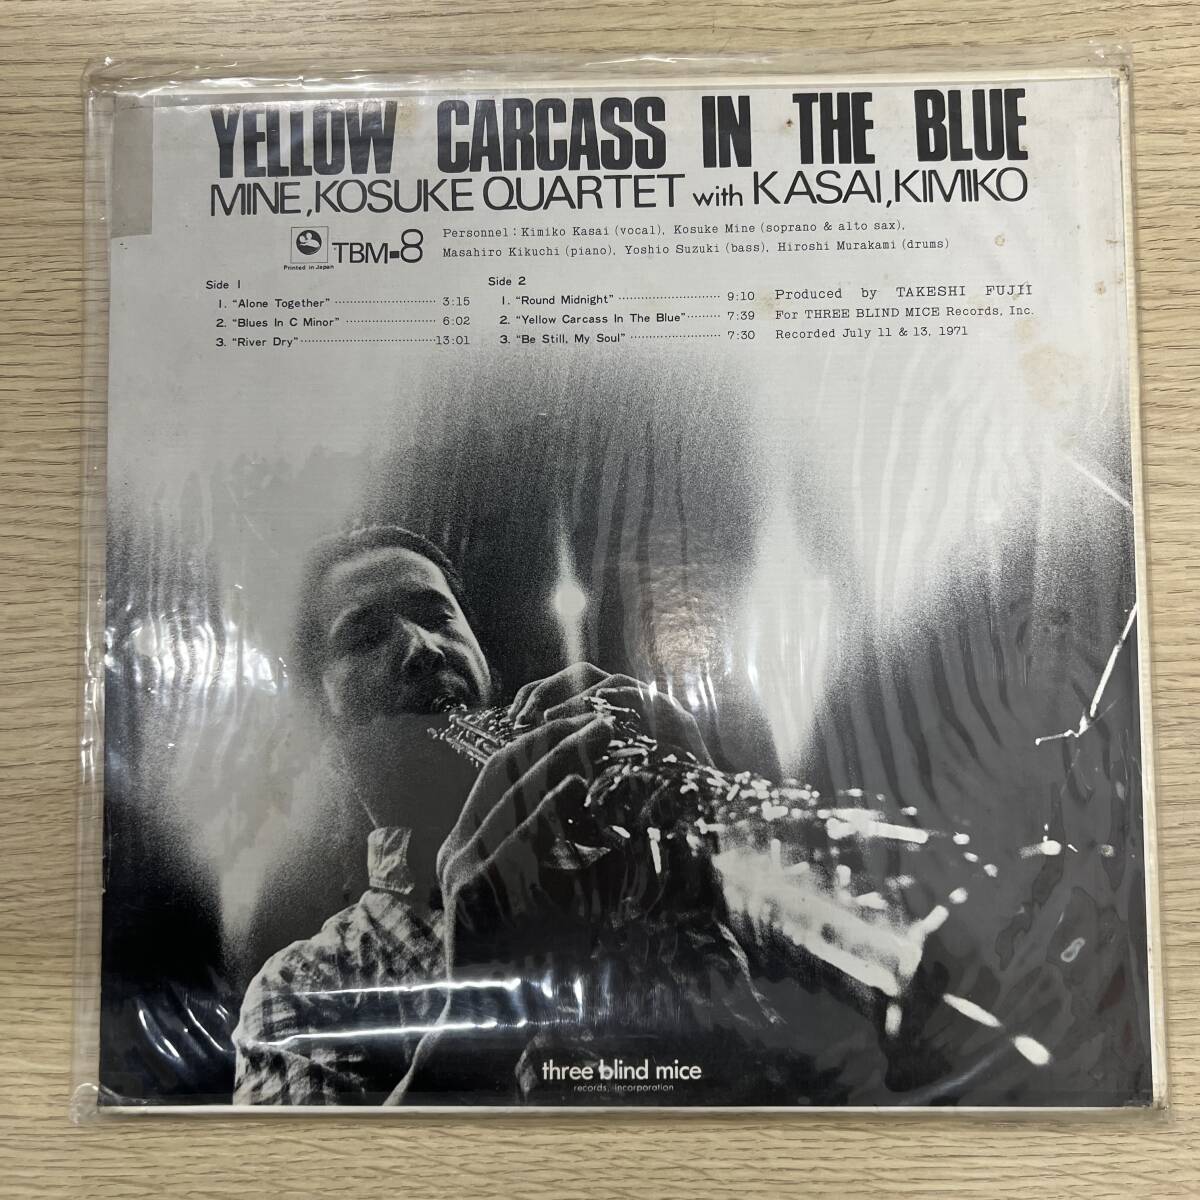 YELLOW CARCASS IN THE BLUE
MINE,KOSUKE QUARTET with KASAI,KIMIKO
Printed in Japan
TBM-8
Personnel: Kimiko Kasai (vocal), Kosuke Mine (soprano & alto sax),
Masahiro Kikuchi (piano), Yoshio Suzuki (bass), Hiroshi Murakami (drums)
Side 1
1. "Alone Together" 3:15
2. "Blues In C Minor" 6:02
3. "River Dry" 13:01
Side 2
1. "Round Midnight" 9:10
2. "Yellow Carcass In The Blue" 7:39
3. "Be Still, My Soul" 7:30
Produced by TAKESHI FUJII
For THREE BLIND MICE Records, Inc.
Recorded July 11 & 13, 1971
three blind mice
records, incorporation